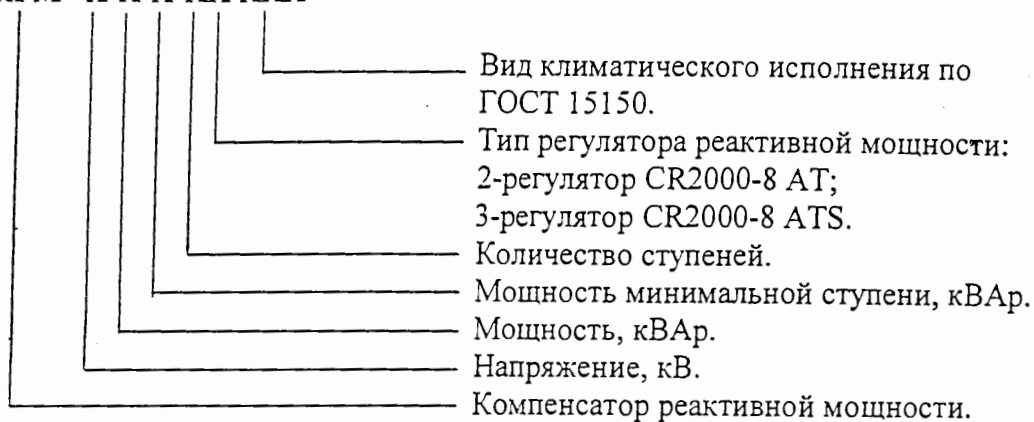 Вид климатического исполнения по
ГОСТ 15150.
Тип регулятора реактивной мощности:
2-регулятор CR2000-8 AT;
3-регулятор CR2000-8 ATS.
Количество ступеней.
Мощность минимальной ступени, кВАр.
Мощность, кВАр.
Напряжение, кВ.
Компенсатор реактивной мощности.